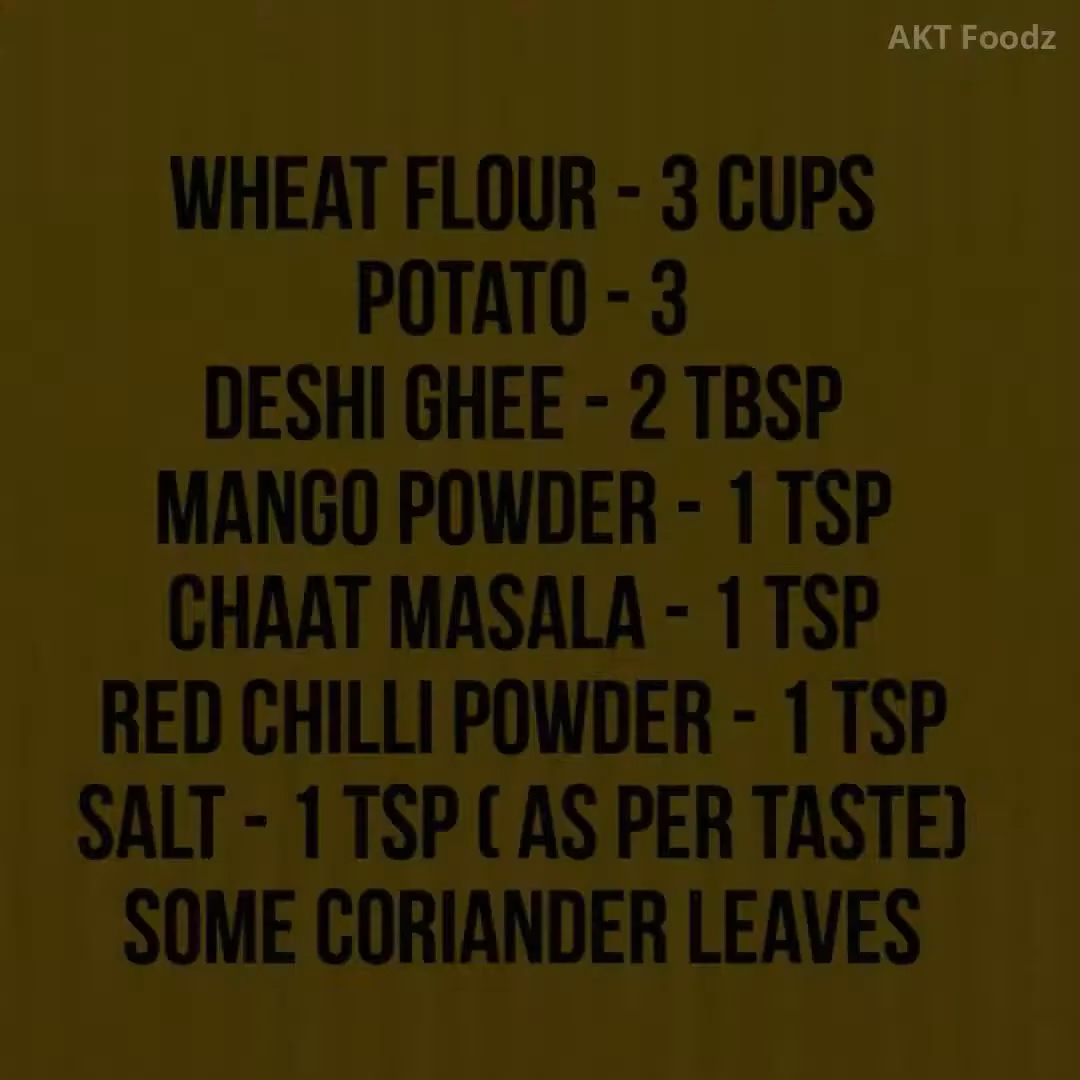 AKT Foodz
WHEAT FLOUR - 3 CUPS
POTATO - 3
DESHI GHEE - 2 TBSP
MANGO POWDER - 1 TSP
CHAAT MASALA - 1 TSP
RED CHILLI POWDER - 1 TSP
SALT - 1 TSP ( AS PER TASTE)
SOME CORIANDER LEAVES